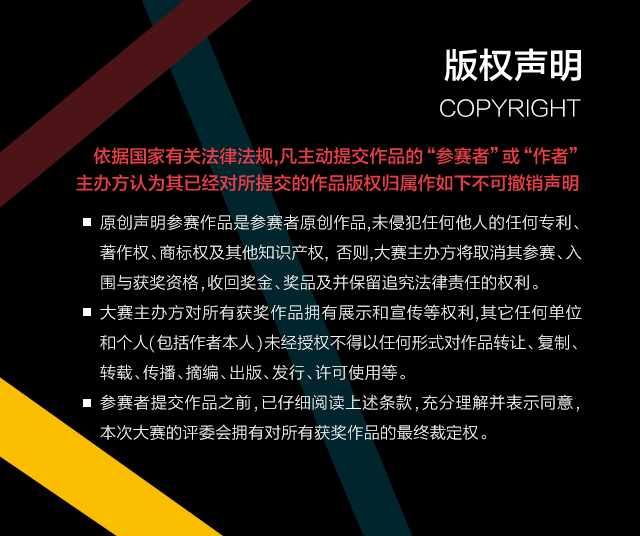 版权声明
COPYRIGHT
依据国家有关法律法规,凡主动提交作品的“参赛者”或“作者”
主办方认为其已经对所提交的作品版权归属作如下不可撤销声明
原创声明参赛作品是参赛者原创作品,未侵犯任何他人的任何专利、
著作权、商标权及其他知识产权, 否则,大赛主办方将取消其参赛、入
围与获奖资格,收回奖金、奖品及并保留追究法律责任的权利。
大赛主办方对所有获奖作品拥有展示和宣传等权利,其它任何单位
和个人(包括作者本人)未经授权不得以任何形式对作品转让、复制、
转载、传播、摘编、出版、发行、许可使用等。
参赛者提交作品之前,已仔细阅读上述条款,充分理解并表示同意,
本次大赛的评委会拥有对所有获奖作品的最终裁定权。